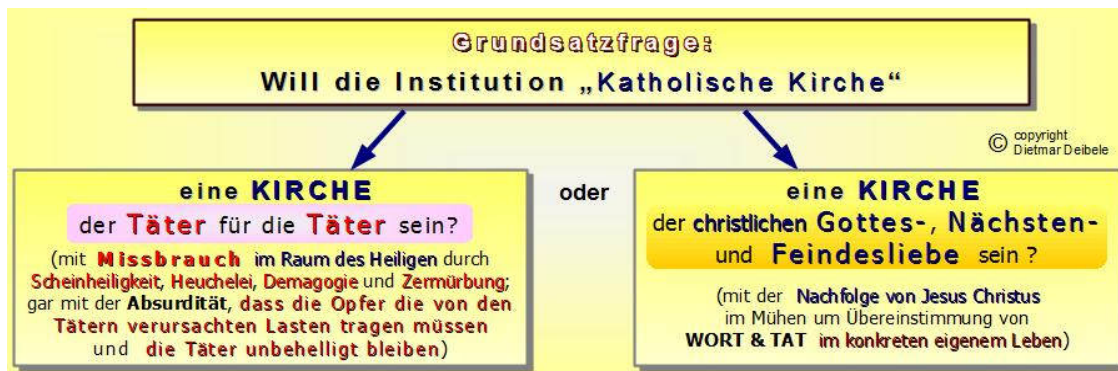 Grundsatzfrage:
Will die Institution „Katholische Kirche“
© copyright
Dietmar Deibele
eine KIRCHE
der Täter für die Täter sein?
(mit Missbrauch im Raum des Heiligen durch
Scheinheiligkeit, Heuchelei, Demagogie und Zermürbung;
gar mit der Absurdität, dass die Opfer die von den
Tätern verursachten Lasten tragen müssen
und die Täter unbehelligt bleiben)
oder
eine KIRCHE
der christlichen Gottes-, Nächsten-
und Feindesliebe sein ?
(mit der Nachfolge von Jesus Christus
im Mühen um Übereinstimmung von
WORT & TAT im konkreten eigenem Leben)